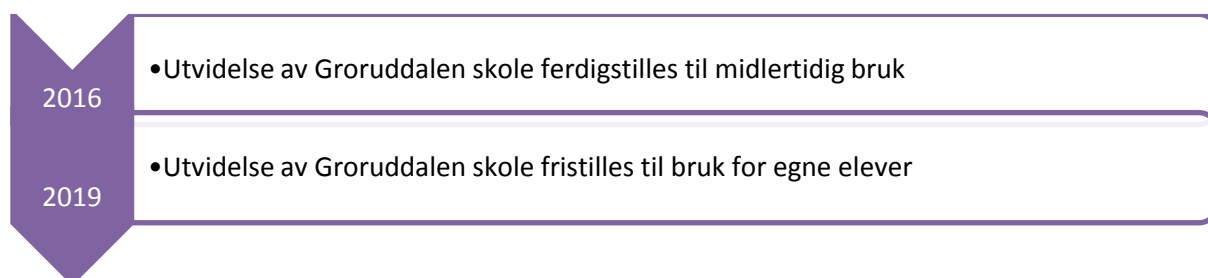 2016
•Utvidelse av Groruddalen skole ferdigstilles til midlertidig bruk
2019
•Utvidelse av Groruddalen skole fristilles til bruk for egne elever